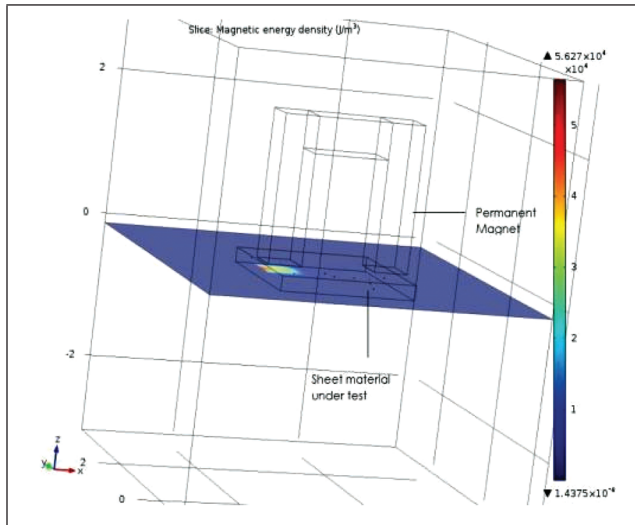 Slice: Magnetic energy density (J/m³)
▲ 5.627×10⁴
×10⁴
2
5
4
Permanent
Magnet
0
3
2
-2
Sheet material
under test
1
z
y
x
2
0
▼ 1.4375×10⁻⁶